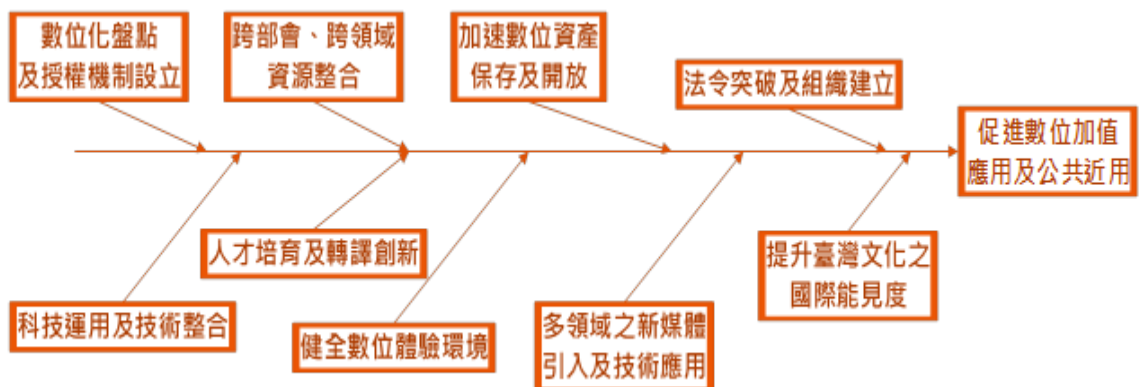 數位化盤點
及授權機制設立
跨部會、跨領域
資源整合
加速數位資產
保存及開放
法令突破及組織建立
促進數位加值
應用及公共近用
人才培育及轉譯創新
提升臺灣文化之
國際能見度
科技運用及技術整合
健全數位體驗環境
多領域之新媒體
引入及技術應用